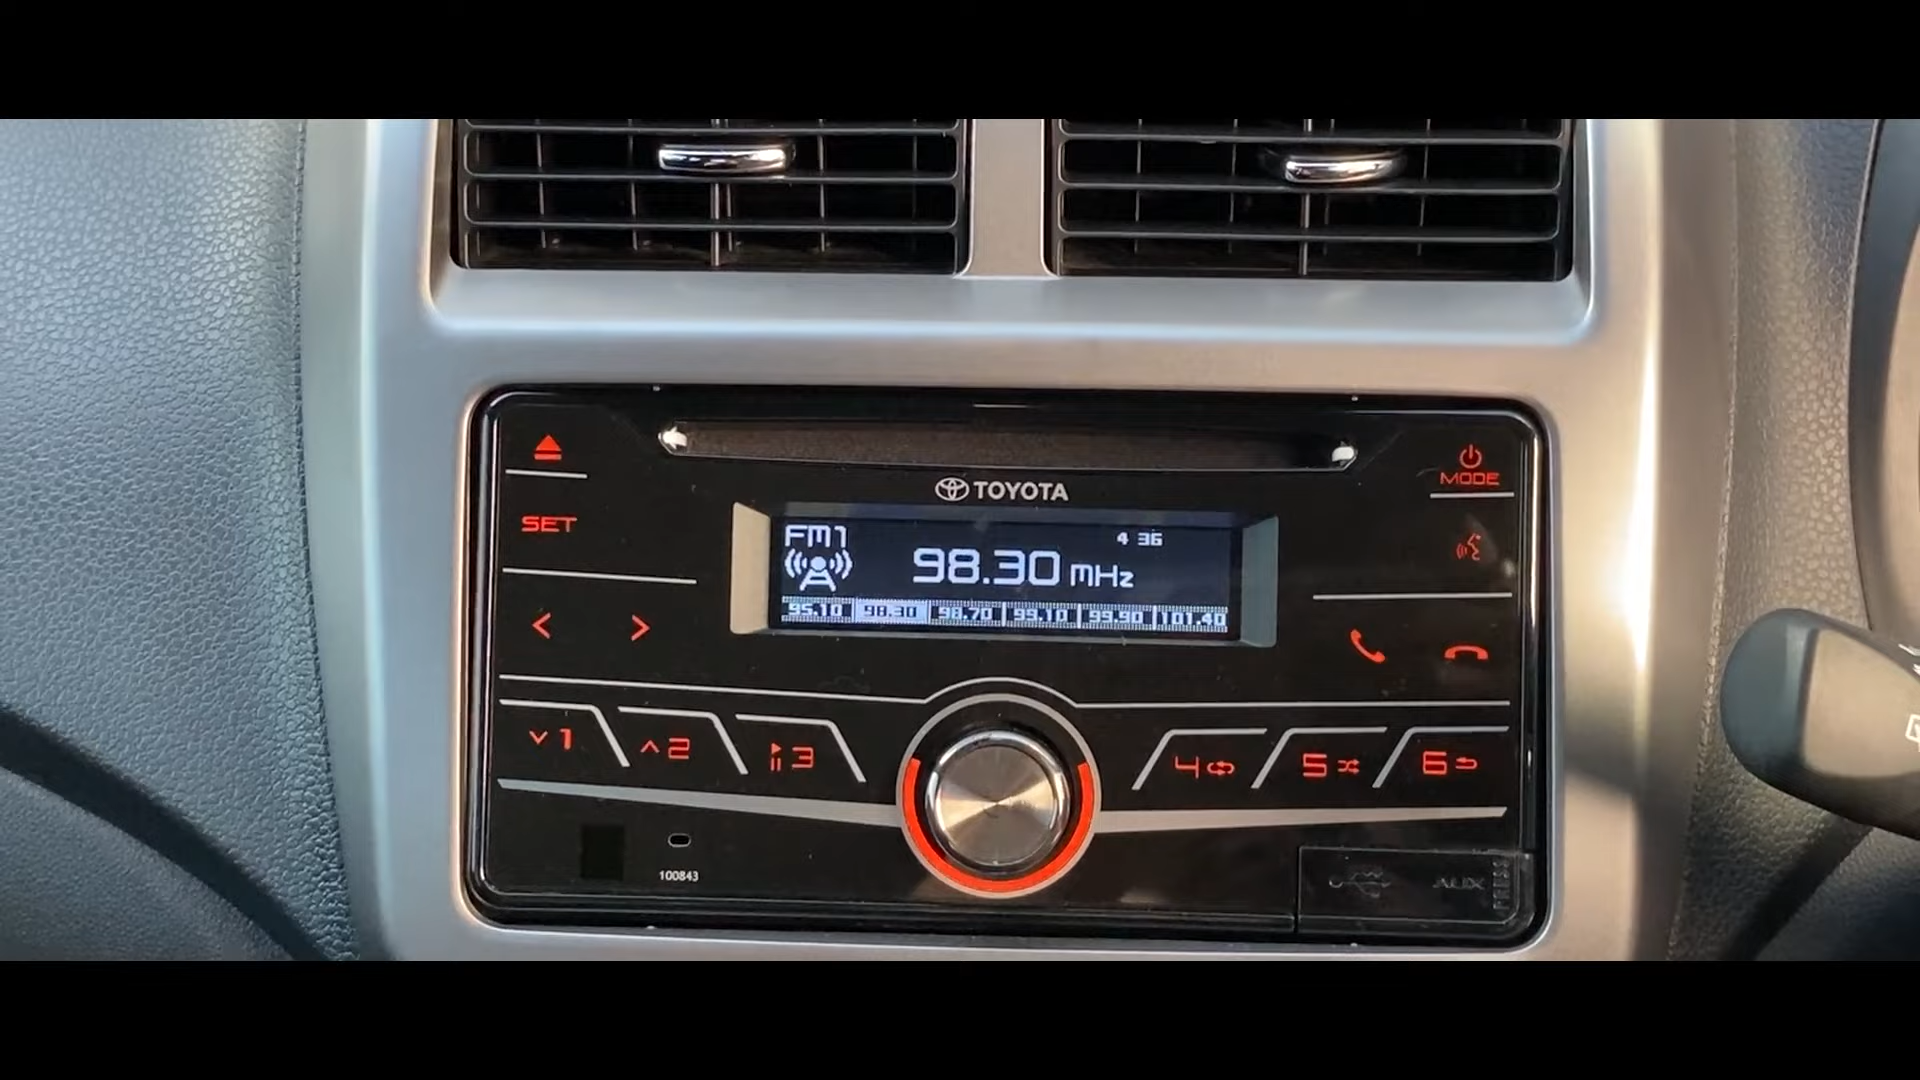 MODE
TOYOTA
SET
FM1
4 36
98.30 MHz
95.10 98.30 98.70 99.10 99.90 101.40
1 2 3 4 5 6
100843
AUX
PRESS